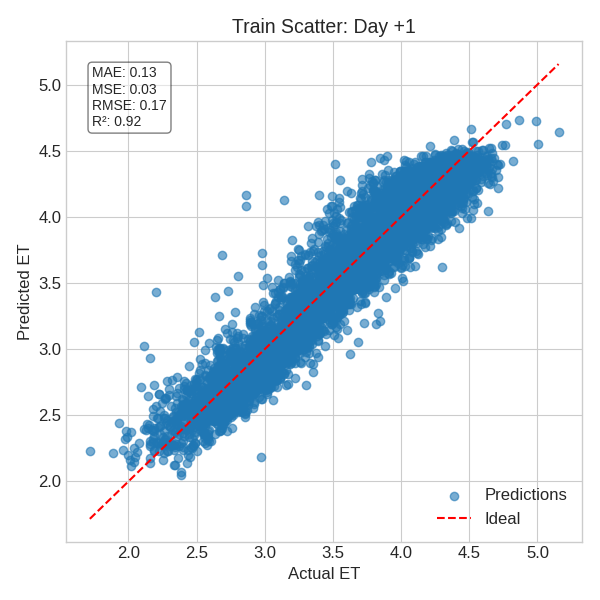 Train Scatter: Day +1
MAE: 0.13
MSE: 0.03
RMSE: 0.17
R²: 0.92
Predicted ET
5.0
4.5
4.0
3.5
3.0
2.5
2.0
Predictions
Ideal
2.0 2.5 3.0 3.5 4.0 4.5 5.0
Actual ET